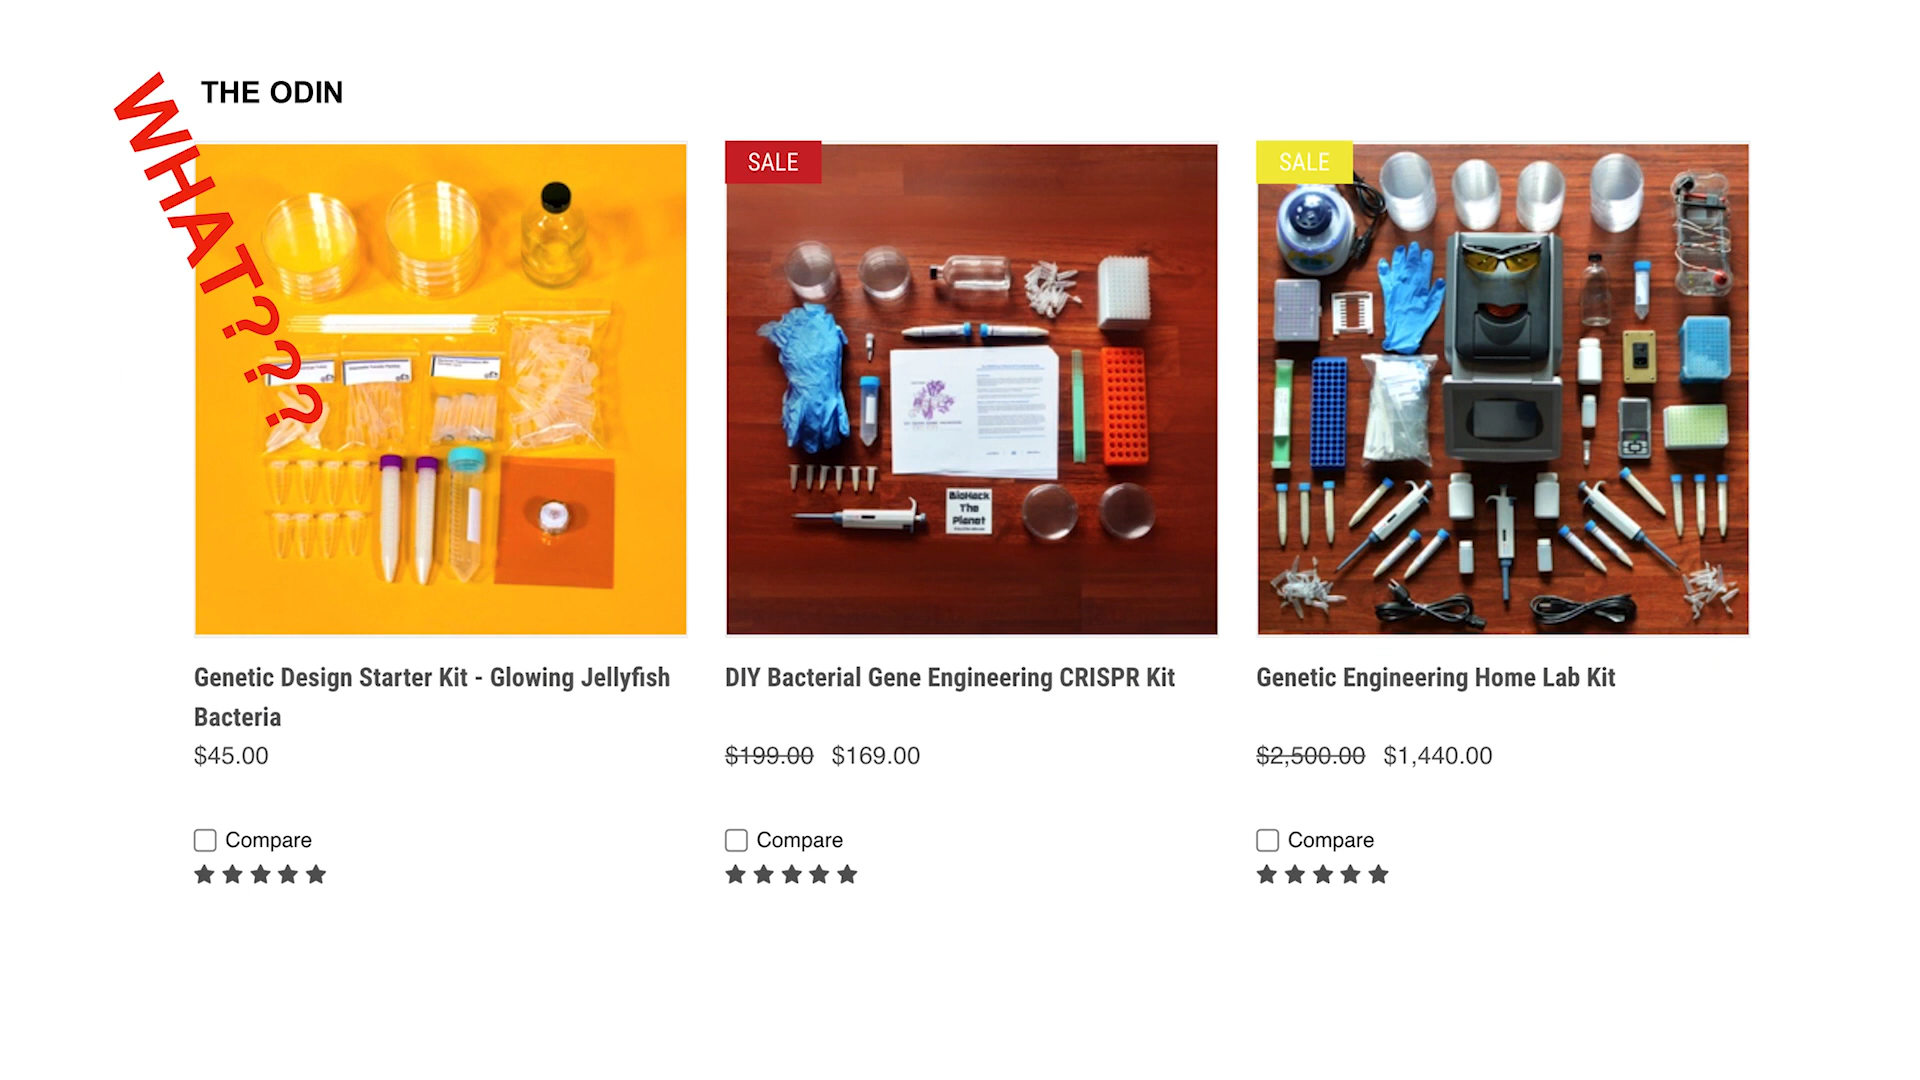 THE ODIN
WHAT???
SALE
SALE
BioHack
The
Planet
Genetic Design Starter Kit - Glowing Jellyfish
Bacteria
$45.00
DIY Bacterial Gene Engineering CRISPR Kit
$199.00 $169.00
Genetic Engineering Home Lab Kit
$2,500.00 $1,440.00
Compare
Compare
Compare